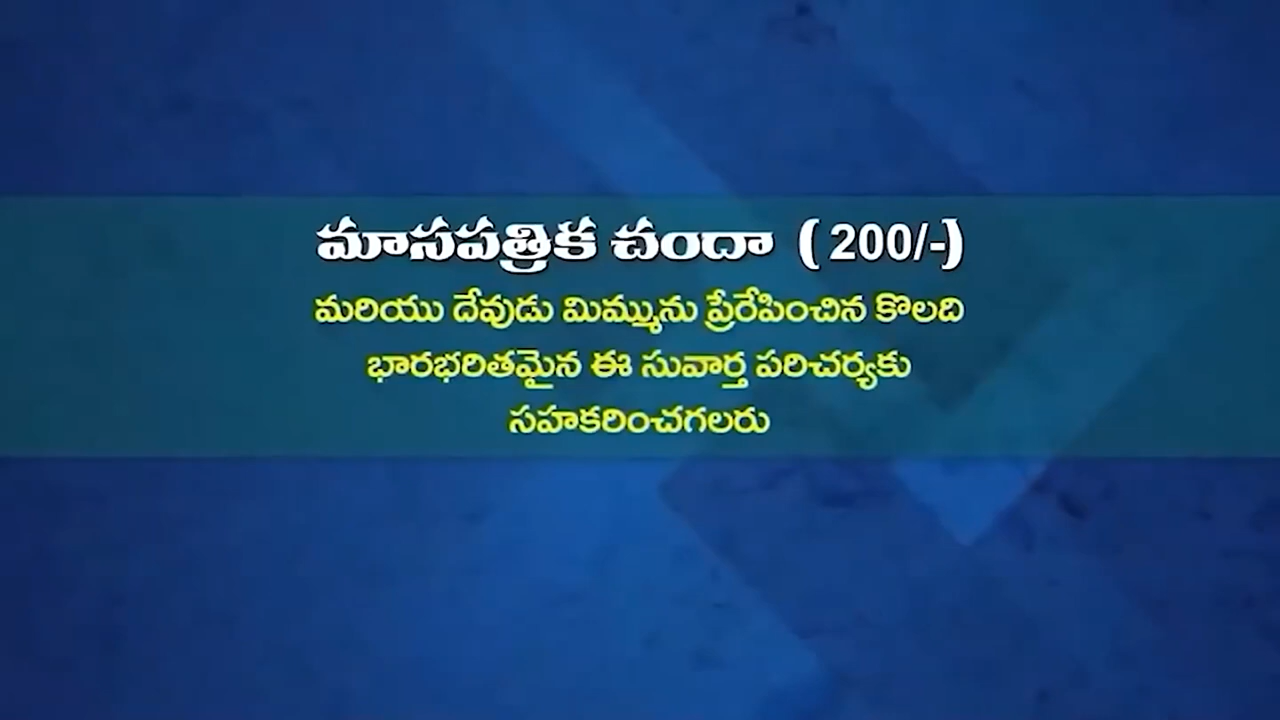 మాసపత్రిక చందా ( 200/-)
మరియు దేవుడు మిమ్మును ప్రేరేపించిన కొలది
భారభరితమైన ఈ సువార్త పరిచర్యకు
సహకరించగలరు